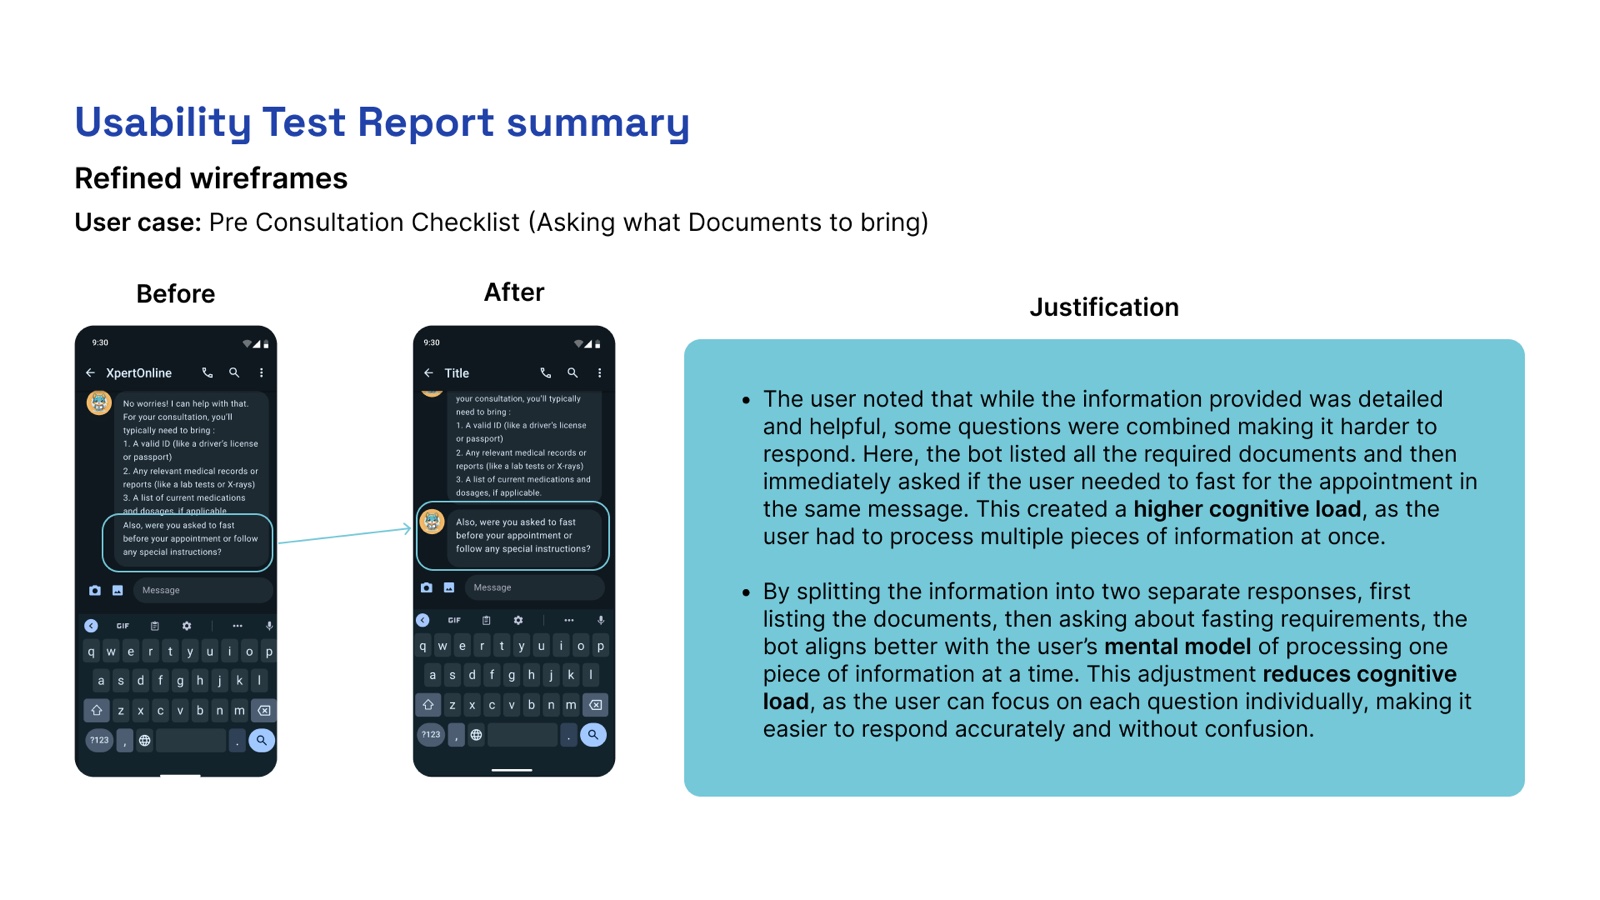 Usability Test Report summary
Refined wireframes
User case: Pre Consultation Checklist (Asking what Documents to bring)
Before
9:30
XpertOnline
No worries! I can help with that.
For your consultation, you'll
typically need to bring :
1. A valid ID (like a driver's license
or passport)
2. Any relevant medical records or
reports (like a lab tests or X-rays)
3. A list of current medications
and dosages, if applicable.
Also, were you asked to fast
before your appointment or follow
any special instructions?
Message
GIF
q w e r t y u i o p
a s d f g h j k l
z x c v b n m
?123 , .
After
9:30
Title
your consultation, you'll typically
need to bring :
1. A valid ID (like a driver's license
or passport)
2. Any relevant medical records or
reports (like a lab tests or X-rays)
3. A list of current medications and
dosages, if applicable.
Also, were you asked to fast
before your appointment or
follow any special instructions?
Message
GIF
q w e r t y u i o p
a s d f g h j k l
z x c v b n m
?123 , .
Justification
• The user noted that while the information provided was detailed
and helpful, some questions were combined making it harder to
respond. Here, the bot listed all the required documents and then
immediately asked if the user needed to fast for the appointment in
the same message. This created a higher cognitive load, as the
user had to process multiple pieces of information at once.
• By splitting the information into two separate responses, first
listing the documents, then asking about fasting requirements, the
bot aligns better with the user's mental model of processing one
piece of information at a time. This adjustment reduces cognitive
load, as the user can focus on each question individually, making it
easier to respond accurately and without confusion.